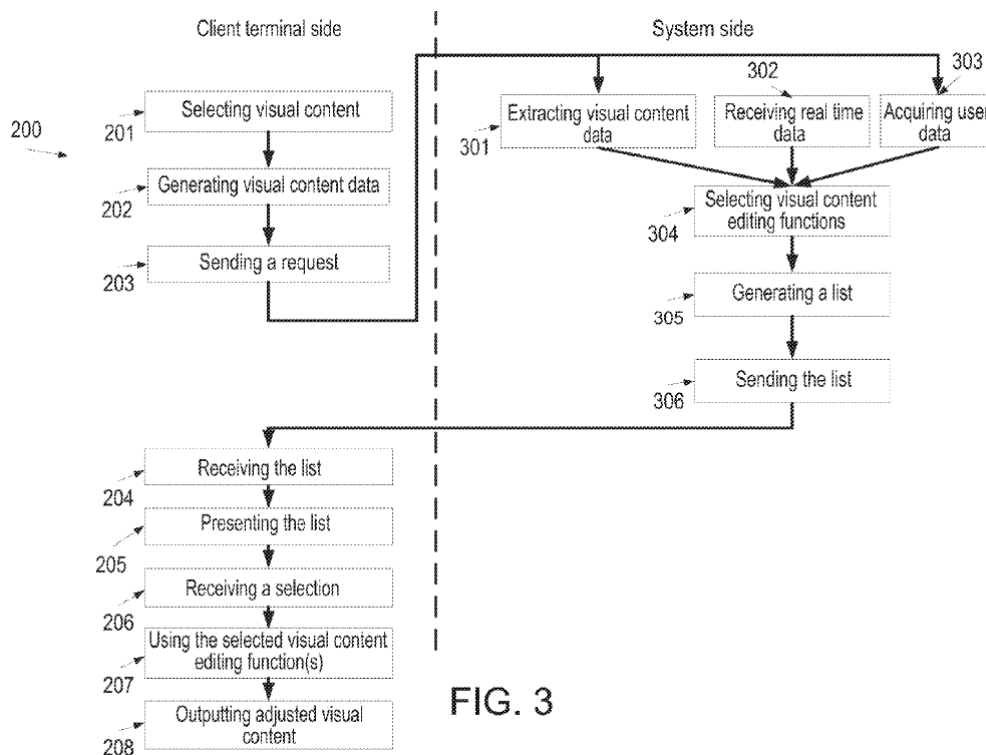 Client terminal side
System side
200
Selecting visual content
201
Generating visual content data
202
Sending a request
203
303
302
Extracting visual content
data
301
Receiving real time
data
Acquiring user
data
Selecting visual content
editing functions
304
Generating a list
305
Sending the list
306
Receiving the list
204
Presenting the list
205
Receiving a selection
206
Using the selected visual content
editing function(s)
207
Outputting adjusted visual
content
208
FIG. 3